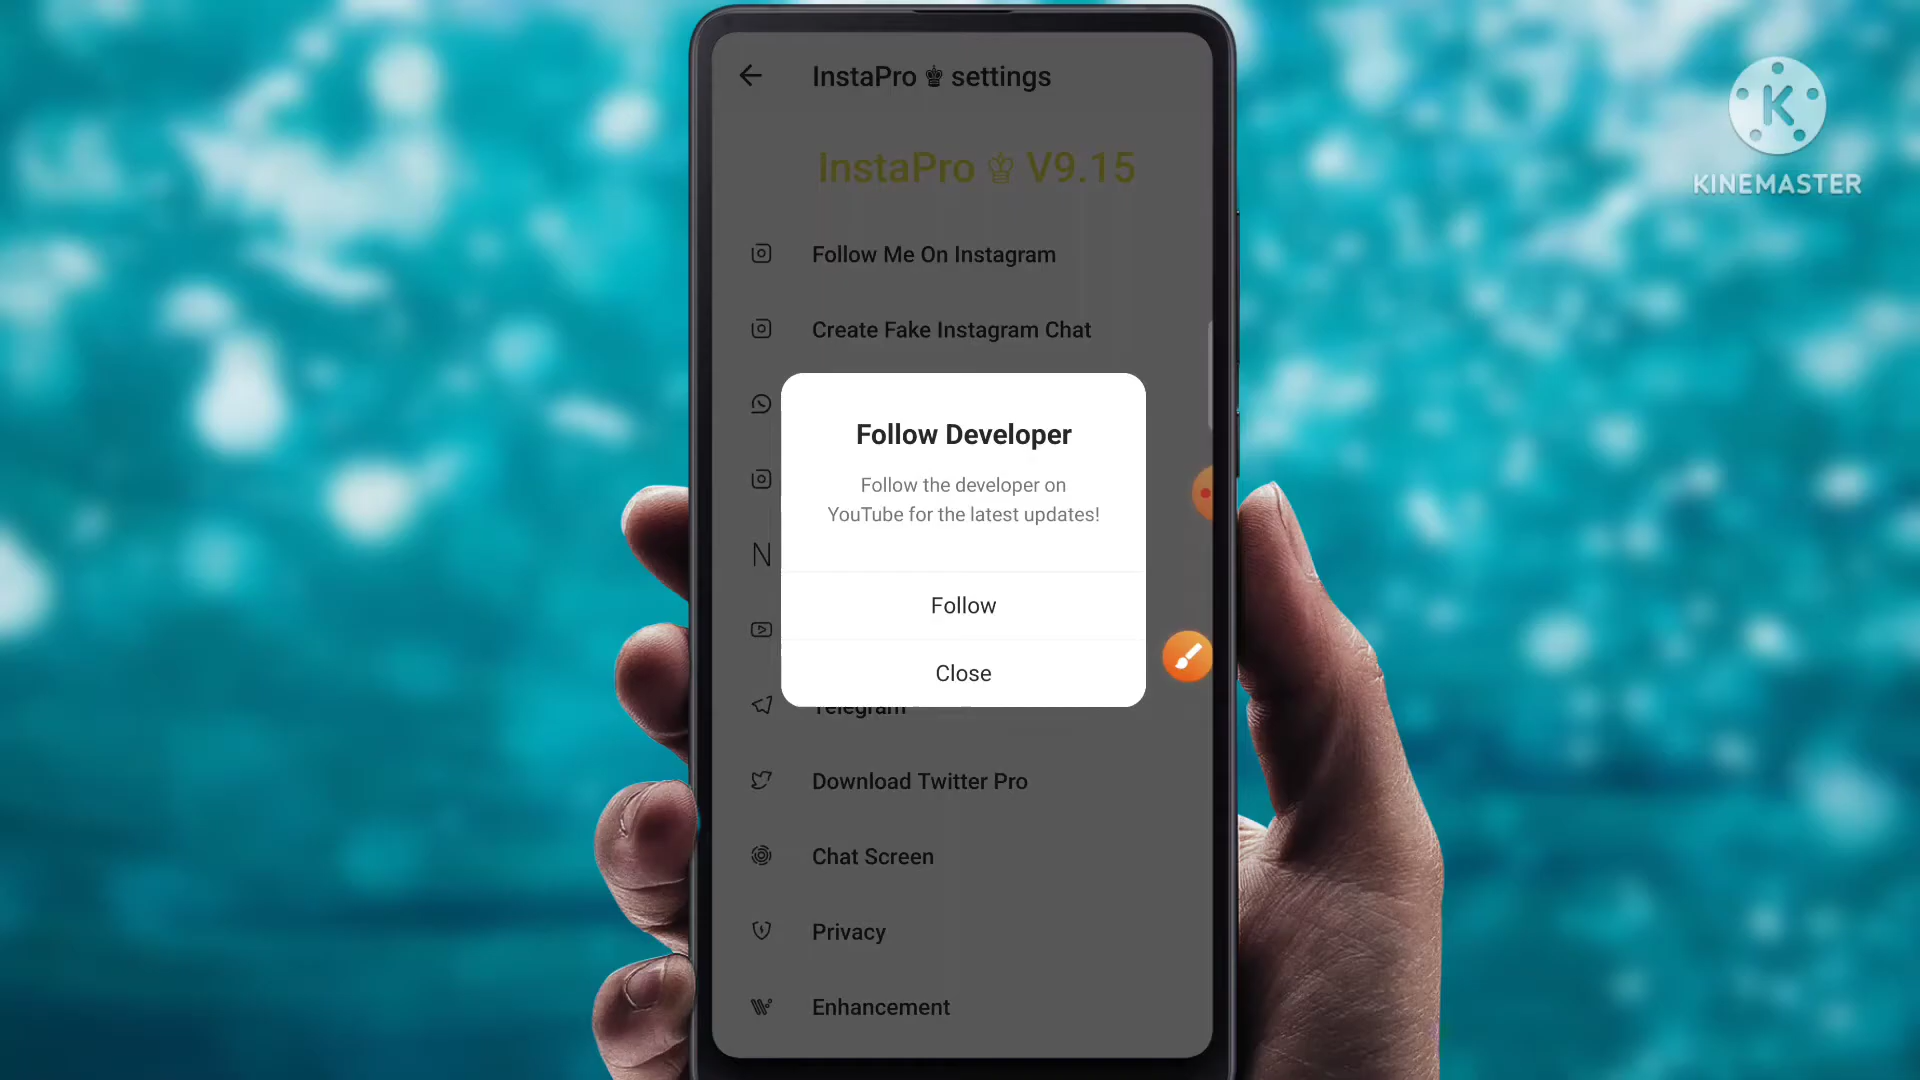 InstaPro ♚ settings
K
KINEMASTER
InstaPro ♔ V9.15
Follow Me On Instagram
Create Fake Instagram Chat
Follow Developer
Follow the developer on
YouTube for the latest updates!
N
Follow
Close
Telegram
Download Twitter Pro
Chat Screen
Privacy
Enhancement